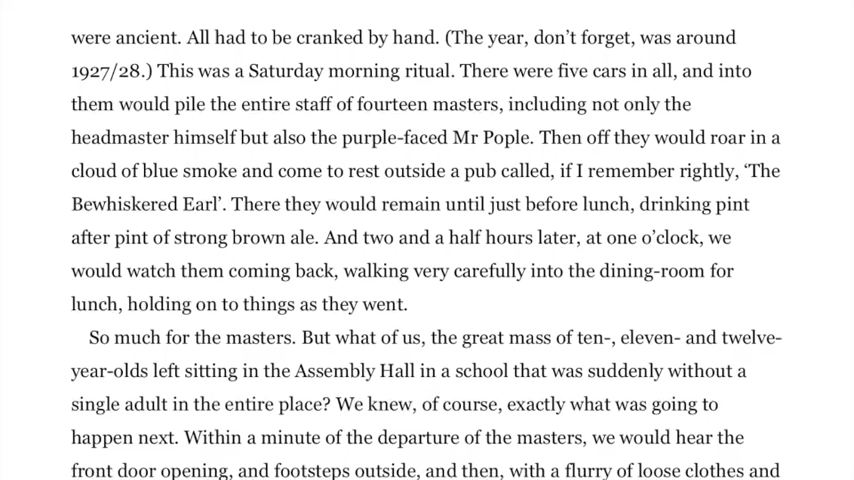 were ancient. All had to be cranked by hand. (The year, don’t forget, was around
1927/28.) This was a Saturday morning ritual. There were five cars in all, and into
them would pile the entire staff of fourteen masters, including not only the
headmaster himself but also the purple-faced Mr Pople. Then off they would roar in a
cloud of blue smoke and come to rest outside a pub called, if I remember rightly, ‘The
Bewhiskered Earl’. There they would remain until just before lunch, drinking pint
after pint of strong brown ale. And two and a half hours later, at one o’clock, we
would watch them coming back, walking very carefully into the dining-room for
lunch, holding on to things as they went.
So much for the masters. But what of us, the great mass of ten-, eleven- and twelve-
year-olds left sitting in the Assembly Hall in a school that was suddenly without a
single adult in the entire place? We knew, of course, exactly what was going to
happen next. Within a minute of the departure of the masters, we would hear the
front door opening, and footsteps outside, and then, with a flurry of loose clothes and